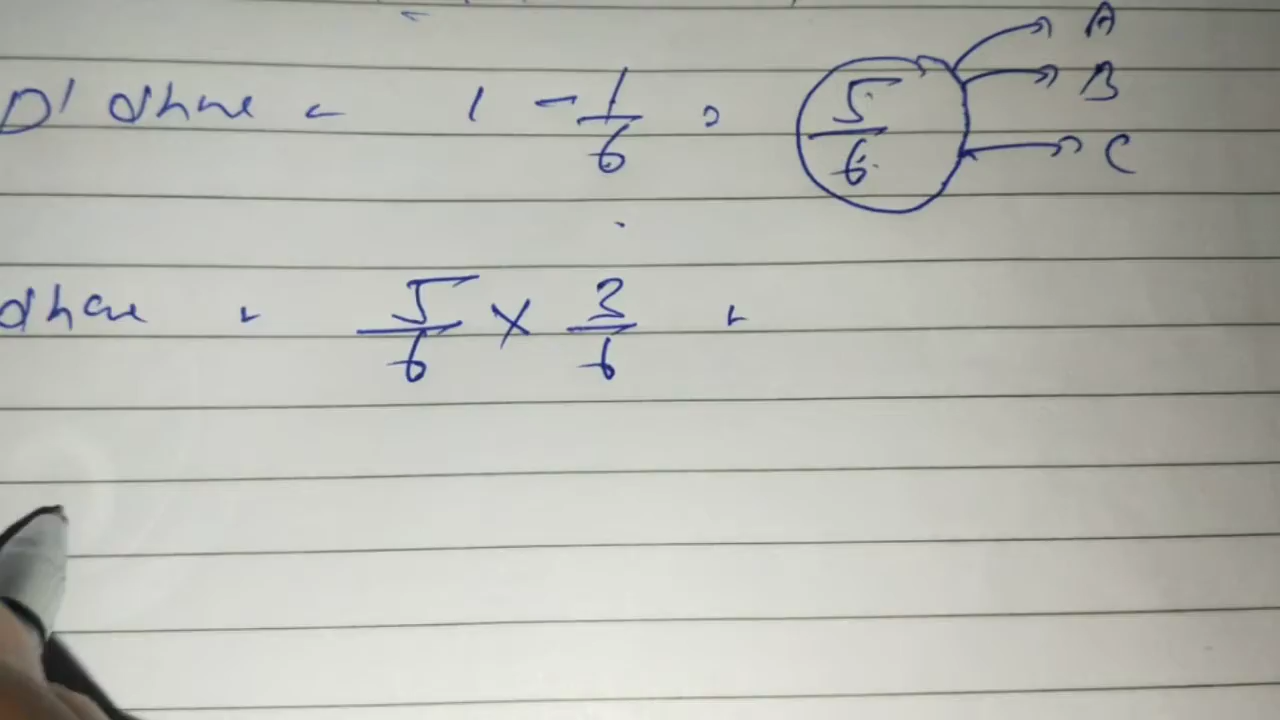 A
D' Share = 1 - 1/6 = 5/6 → B
C
Share = 5/6 × 3/6 =